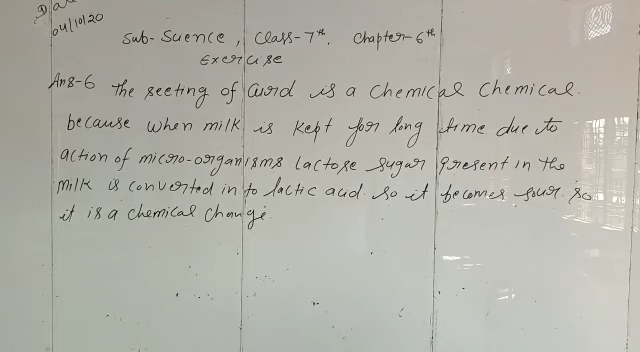 Date
04/10/20
Sub-Suence, Class-7th, Chapter-6th
Exercise
Ans-6 The seeting of Curd is a chemical chemical.
because when milk is kept for long time due to
action of micro-organisms lactose sugar present in the
milk is converted in to lactic acid. so it becomes sour. so
it is a chemical change.